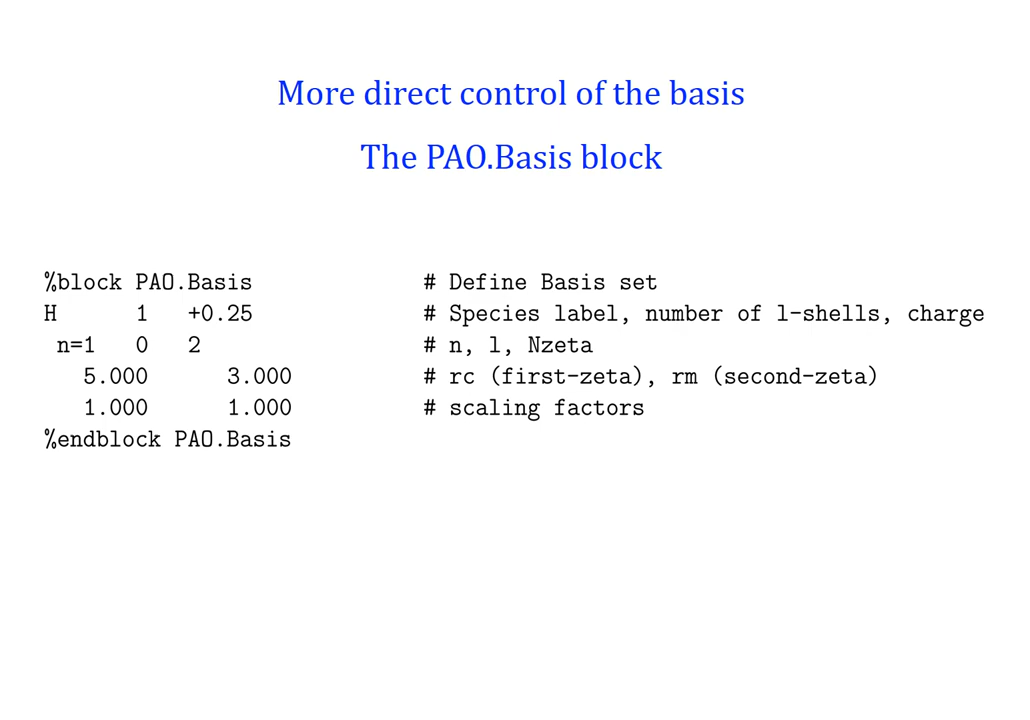 More direct control of the basis
The PAO.Basis block
%block PAO.Basis # Define Basis set
H 1 +0.25 # Species label, number of l-shells, charge
n=1 0 2 # n, l, Nzeta
5.000 3.000 # rc (first-zeta), rm (second-zeta)
1.000 1.000 # scaling factors
%endblock PAO.Basis